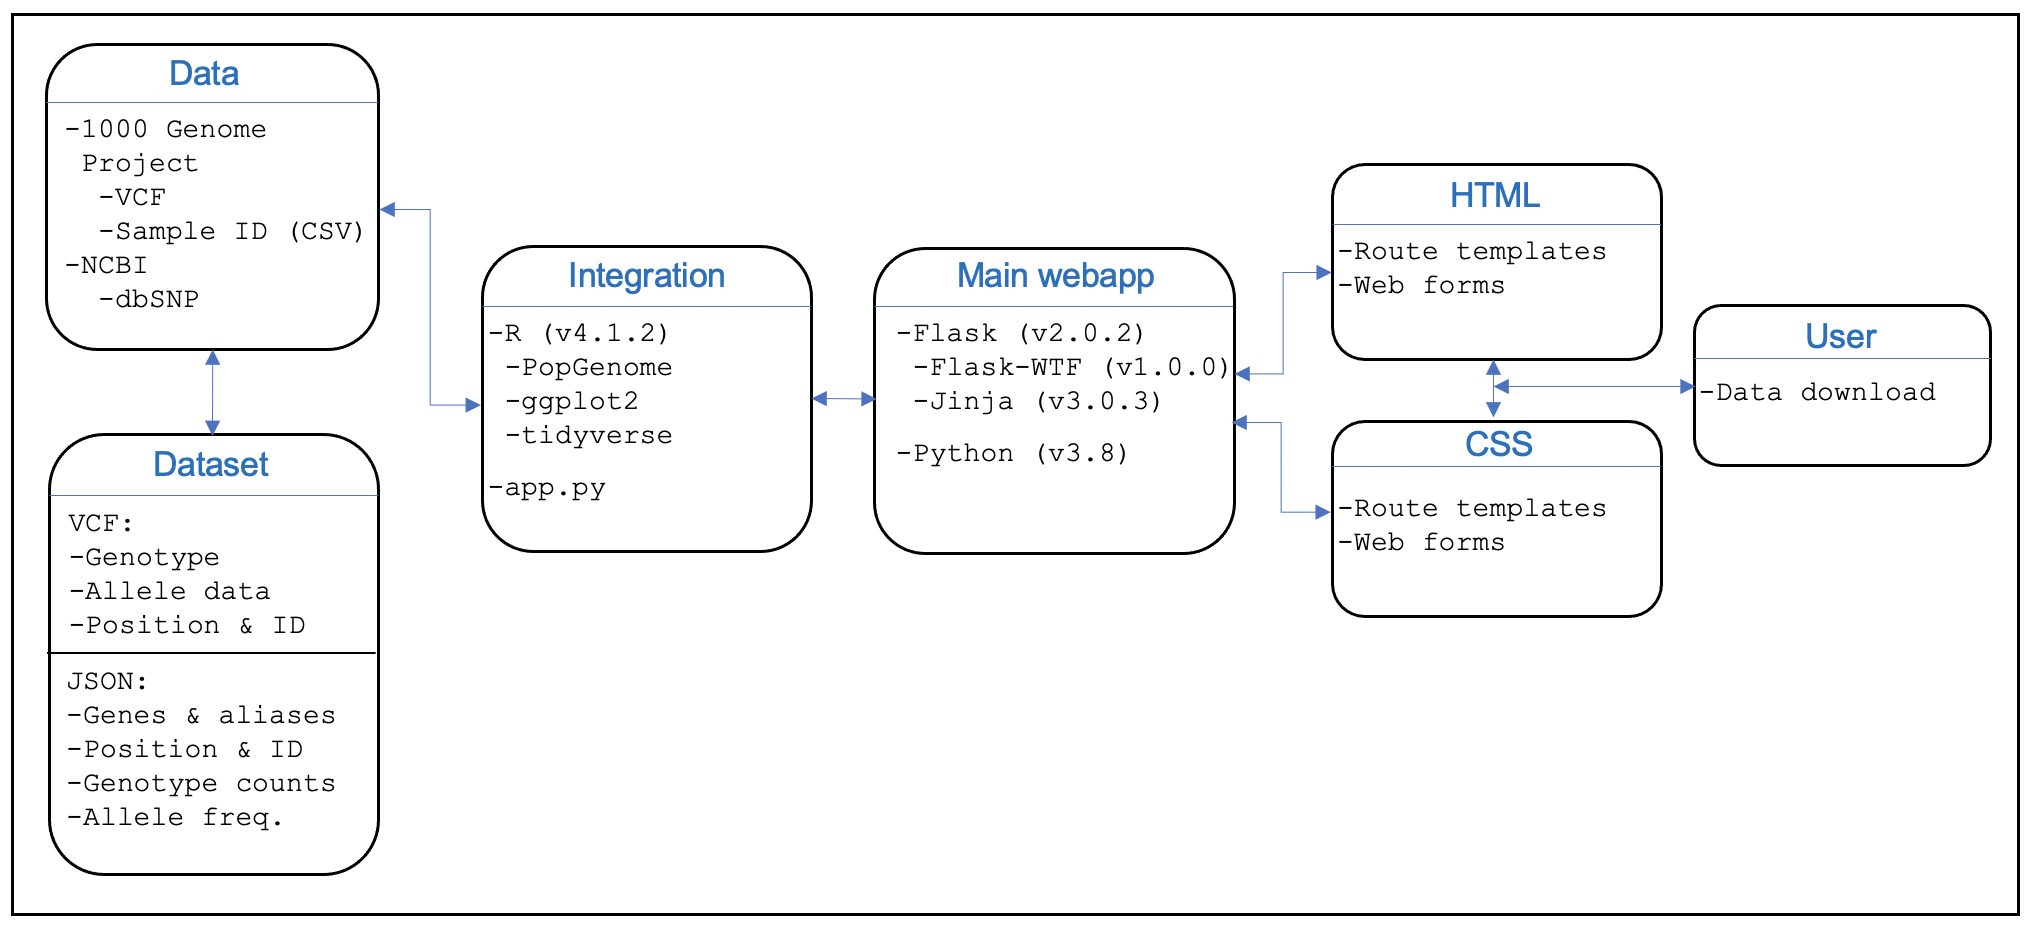 Data
-1000 Genome
Project
-VCF
-Sample ID (CSV)
-NCBI
-dbSNP
Dataset
VCF:
-Genotype
-Allele data
-Position & ID
JSON:
-Genes & aliases
-Position & ID
-Genotype counts
-Allele freq.
Integration
-R (v4.1.2)
-PopGenome
-ggplot2
-tidyverse
-app.py
Main webapp
-Flask (v2.0.2)
-Flask-WTF (v1.0.0)
-Jinja (v3.0.3)
-Python (v3.8)
HTML
-Route templates
-Web forms
CSS
-Route templates
-Web forms
User
-Data download